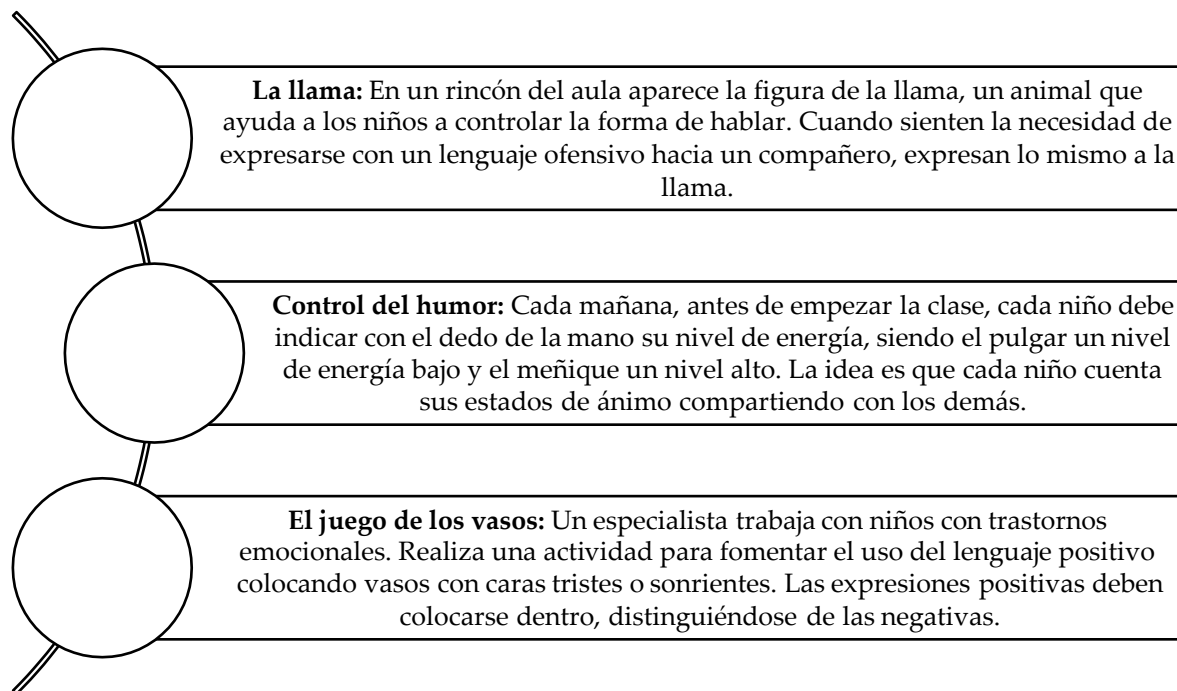 La llama: En un rincón del aula aparece la figura de la llama, un animal que
ayuda a los niños a controlar la forma de hablar. Cuando sienten la necesidad de
expresarse con un lenguaje ofensivo hacia un compañero, expresan lo mismo a la
llama.
Control del humor: Cada mañana, antes de empezar la clase, cada niño debe
indicar con el dedo de la mano su nivel de energía, siendo el pulgar un nivel
de energía bajo y el meñique un nivel alto. La idea es que cada niño cuenta
sus estados de ánimo compartiendo con los demás.
El juego de los vasos: Un especialista trabaja con niños con trastornos
emocionales. Realiza una actividad para fomentar el uso del lenguaje positivo
colocando vasos con caras tristes o sonrientes. Las expresiones positivas deben
colocarse dentro, distinguiéndose de las negativas.